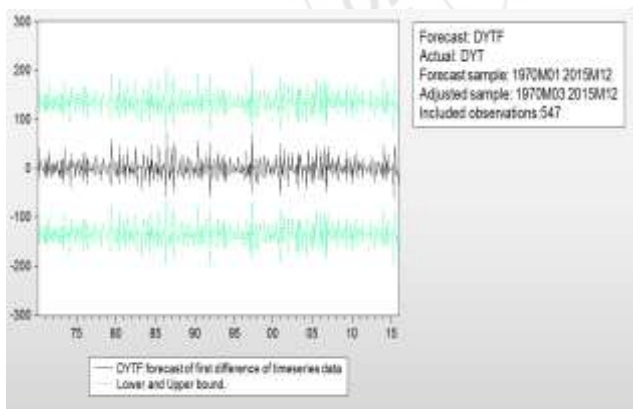 300
200
100
0
-100
-200
-300
75 80 85 90 95 00 05 10 15
Forecast: DYTF
Actual: DYT
Forecast sample: 1970M01 2015M12
Adjusted sample: 1970M03 2015M12
Included observations:547
DYTF forecast of first difference of timeseries data
Lower and Upper bound.